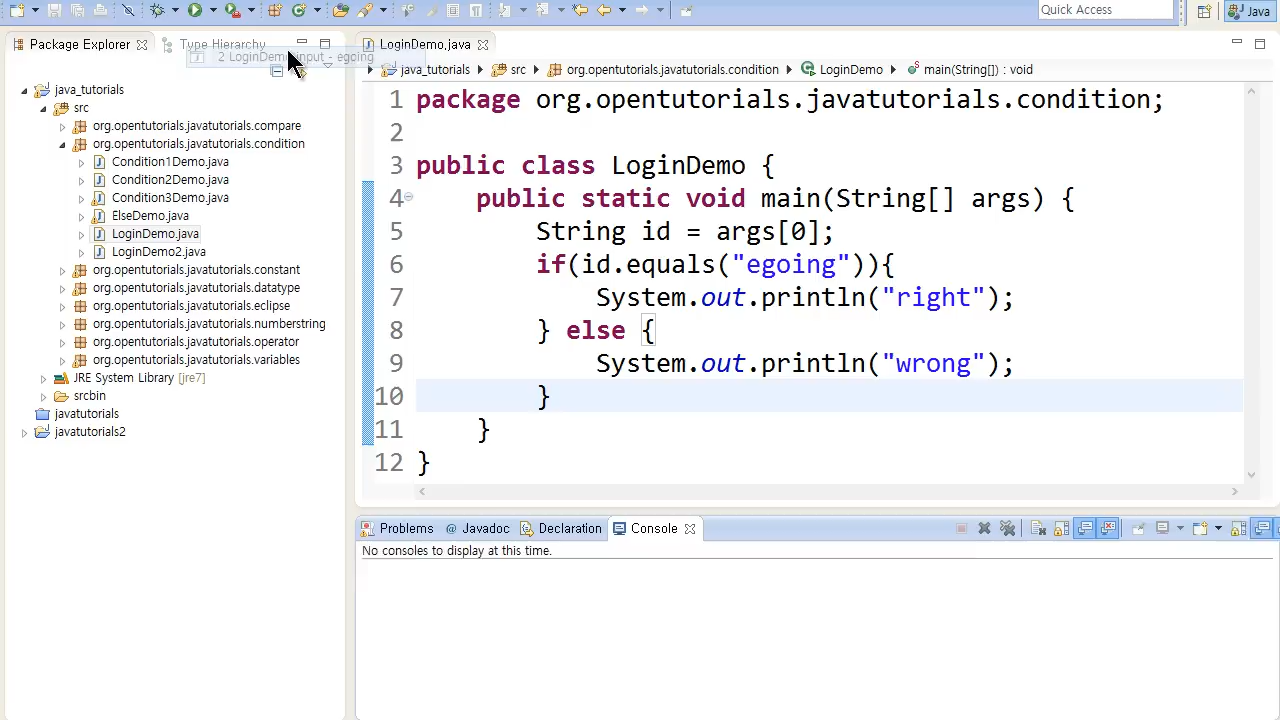 Quick Access
Java
Package Explorer
Type Hierarchy
2 LoginDemo input - egoing
java_tutorials
src
org.opentutorials.javatutorials.compare
org.opentutorials.javatutorials.condition
Condition1Demo.java
Condition2Demo.java
Condition3Demo.java
ElseDemo.java
LoginDemo.java
LoginDemo2.java
org.opentutorials.javatutorials.constant
org.opentutorials.javatutorials.datatype
org.opentutorials.javatutorials.eclipse
org.opentutorials.javatutorials.numberstring
org.opentutorials.javatutorials.operator
org.opentutorials.javatutorials.variables
JRE System Library [jre7]
srcbin
javatutorials
javatutorials2
LoginDemo.java
java_tutorials src org.opentutorials.javatutorials.condition LoginDemo main(String[]) : void
1 package org.opentutorials.javatutorials.condition;
2
3 public class LoginDemo {
4 public static void main(String[] args) {
5 String id = args[0];
6 if(id.equals("egoing")){
7 System.out.println("right");
8 } else {
9 System.out.println("wrong");
10 }
11 }
12 }
Problems @ Javadoc Declaration Console
No consoles to display at this time.